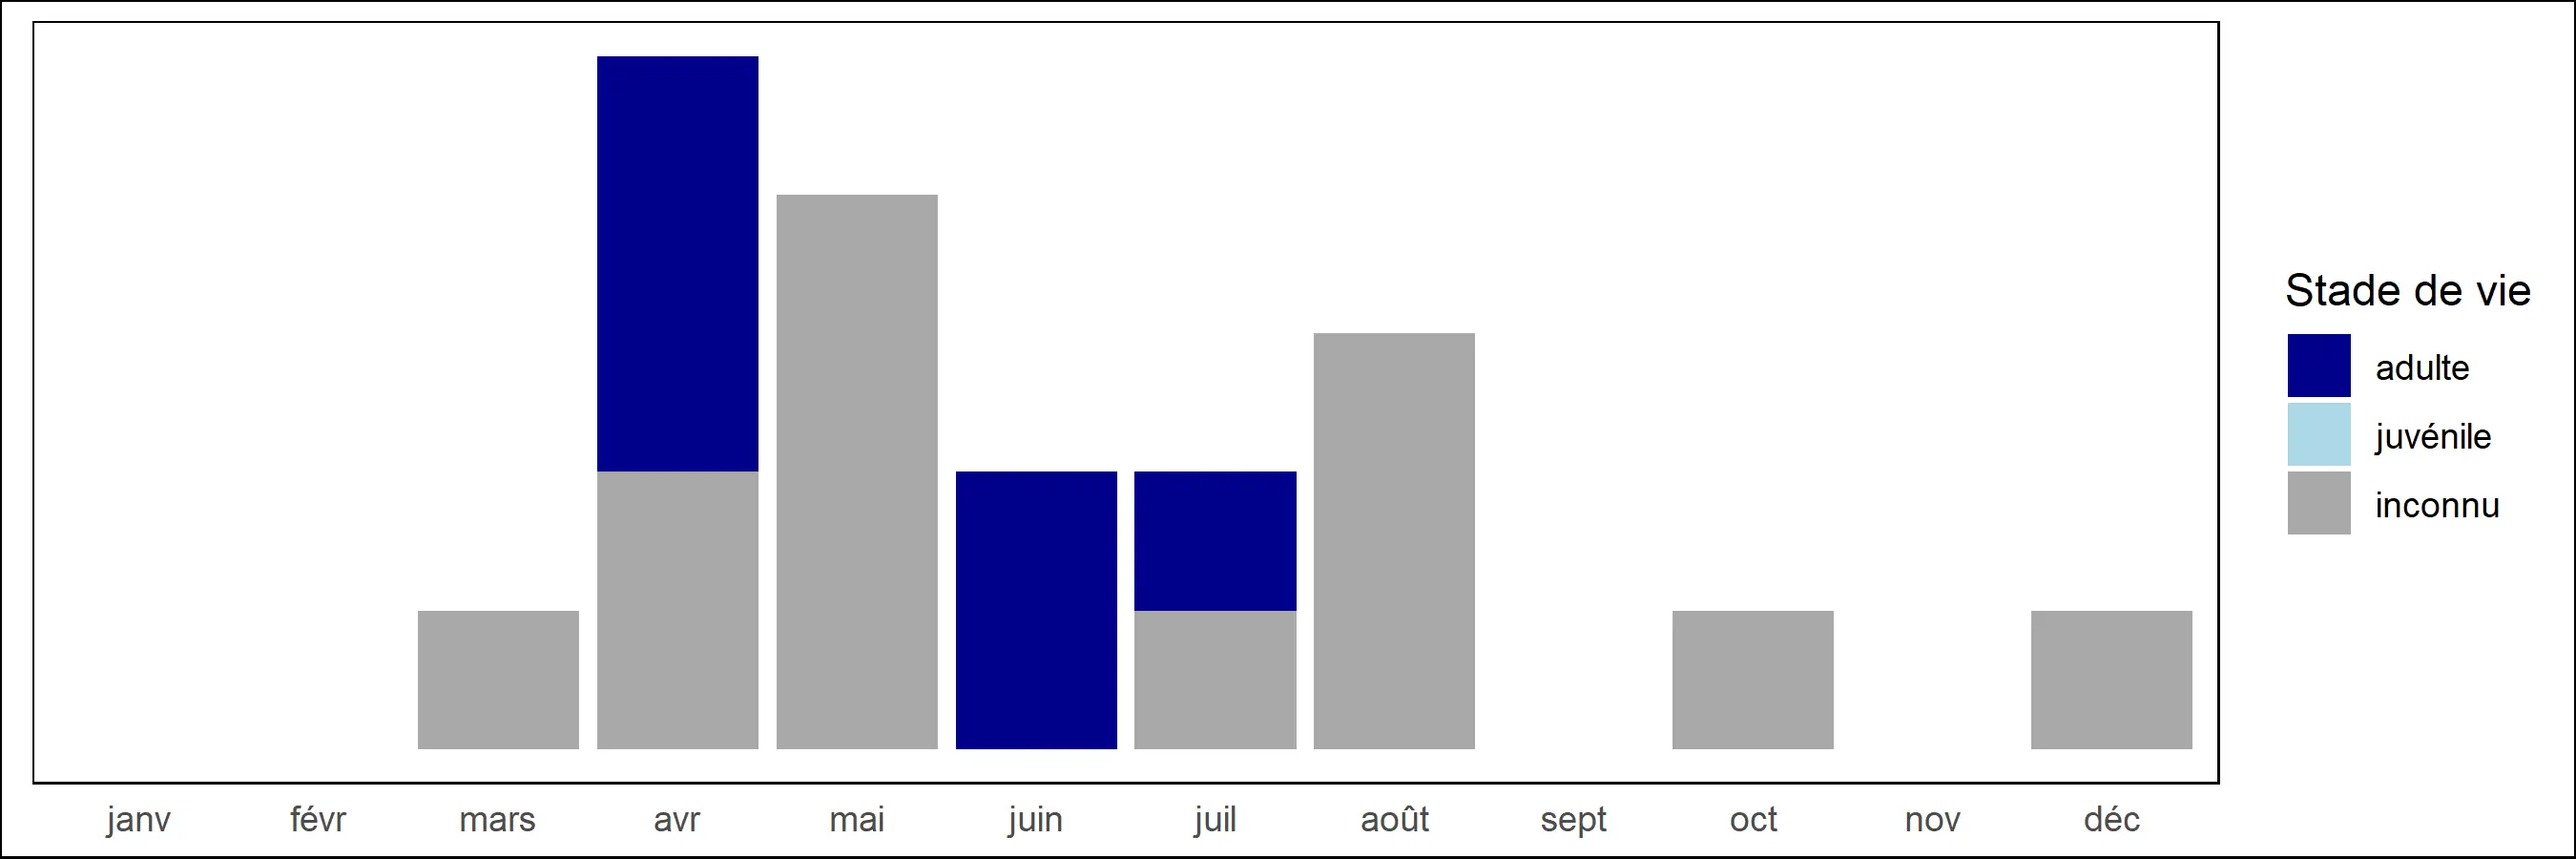 Stade de vie
adulte
juvénile
inconnu
janv févr mars avr mai juin juil août sept oct nov déc